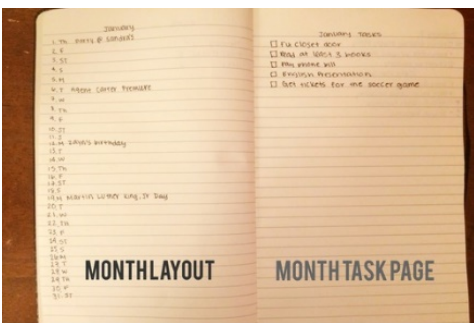 January
1. Th Party @ Landon's
2. F
3. ST
4. S
5. M
6. T Agent Carter Premiere
7. W
8. Th
9. F
10. ST
11. S
12. M birthday
13. T
14. W
15. Th
16. F
17. ST
18. S
19. M Martin Luther King, Jr Day
20. T
21. W
22. Th
23. F
24. ST
25. S
26. M
27. T
28. W
29. Th
30. F
31. ST
MONTH LAYOUT
January Tasks
Fix closet door
Read at least 3 books
Pay phone bill
English Presentation
Get tickets for the soccer game
MONTH TASK PAGE